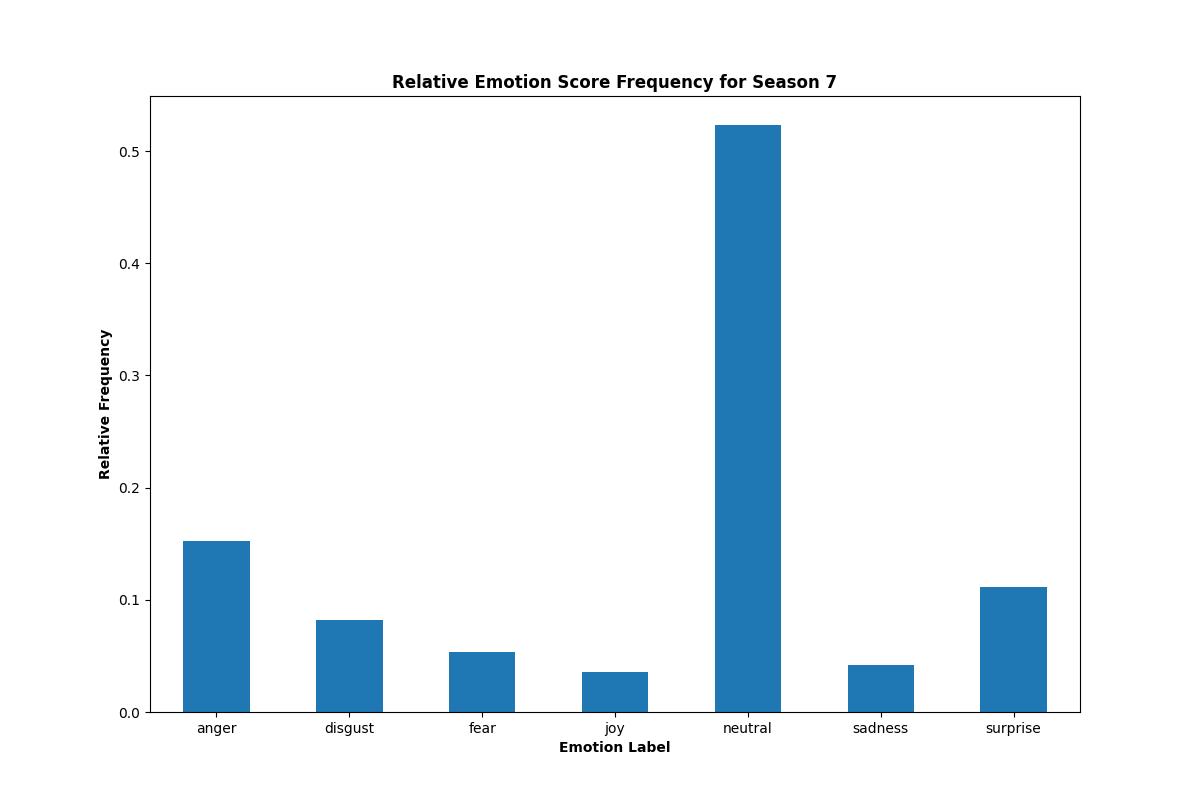 Relative Emotion Score Frequency for Season 7
Relative Frequency
0.5
0.4
0.3
0.2
0.1
0.0
anger disgust fear joy neutral sadness surprise
Emotion Label